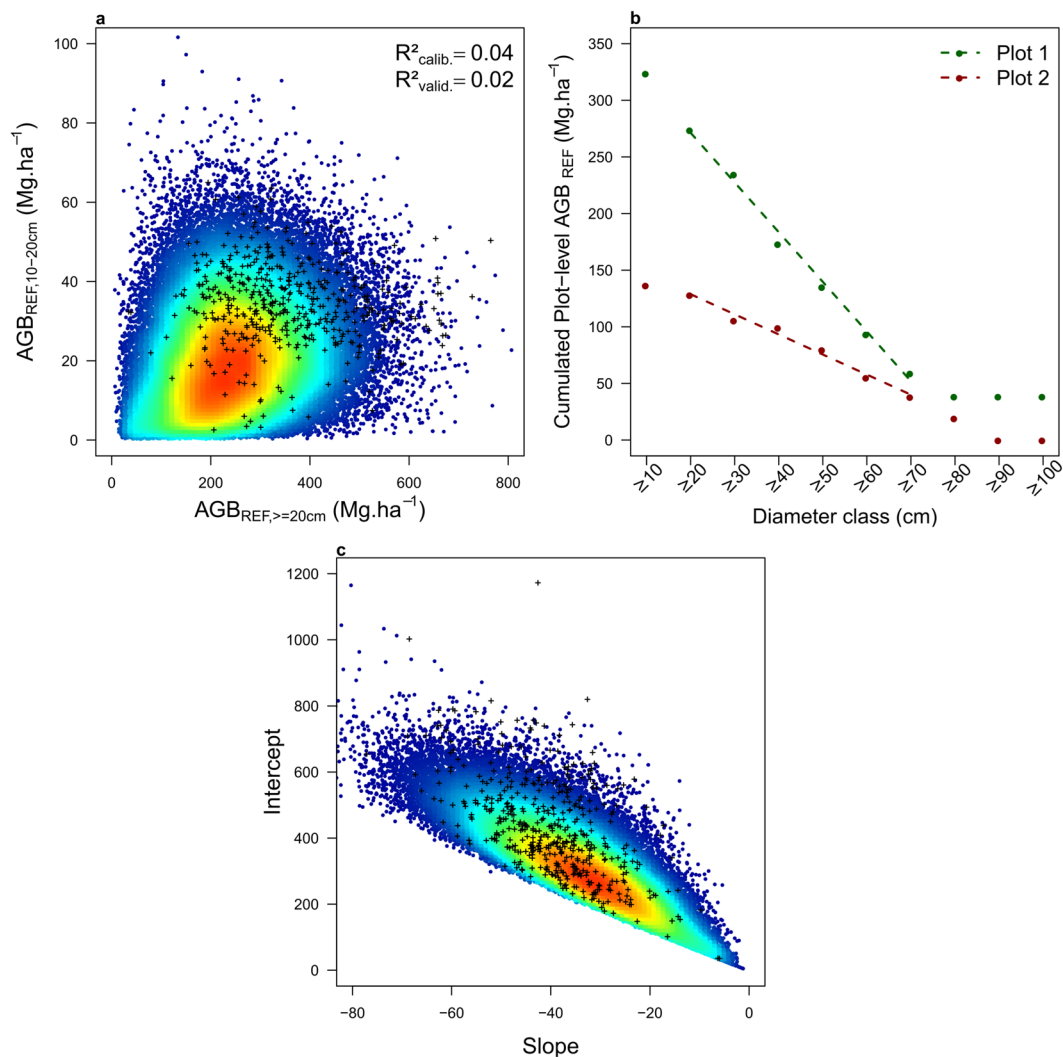 a
R²calib.= 0.04
R²valid.= 0.02
AGBREF,10−20cm (Mg.ha−1)
100
80
60
40
20
0
0 200 400 600 800
AGBREF,>=20cm (Mg.ha−1)
b
Plot 1
Plot 2
Cumulated Plot−level AGB REF (Mg.ha−1)
350
300
250
200
150
100
50
0
≥10 ≥20 ≥30 ≥40 ≥50 ≥60 ≥70 ≥80 ≥90 ≥100
Diameter class (cm)
c
Intercept
1200
1000
800
600
400
200
0
−80 −60 −40 −20 0
Slope